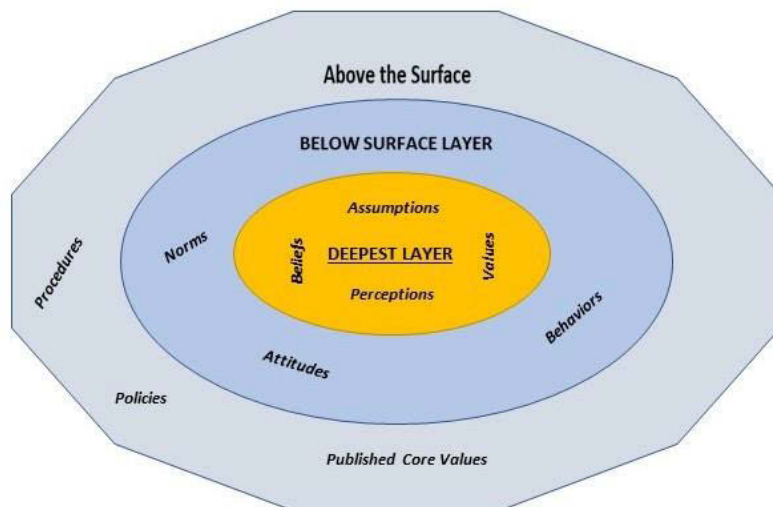 Above the Surface
BELOW SURFACE LAYER
Assumptions
Norms
Beliefs
DEEPEST LAYER
Values
Procedures
Perceptions
Behaviors
Attitudes
Policies
Published Core Values